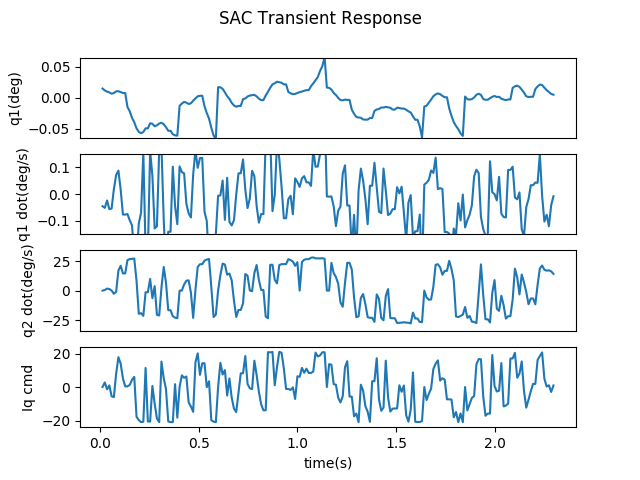 SAC Transient Response
q1(deg)
0.05
0.00
−0.05
q1 dot(deg/s)
0.1
0.0
−0.1
q2 dot(deg/s)
25
0
−25
Iq cmd
20
0
−20
0.0 0.5 1.0 1.5 2.0
time(s)